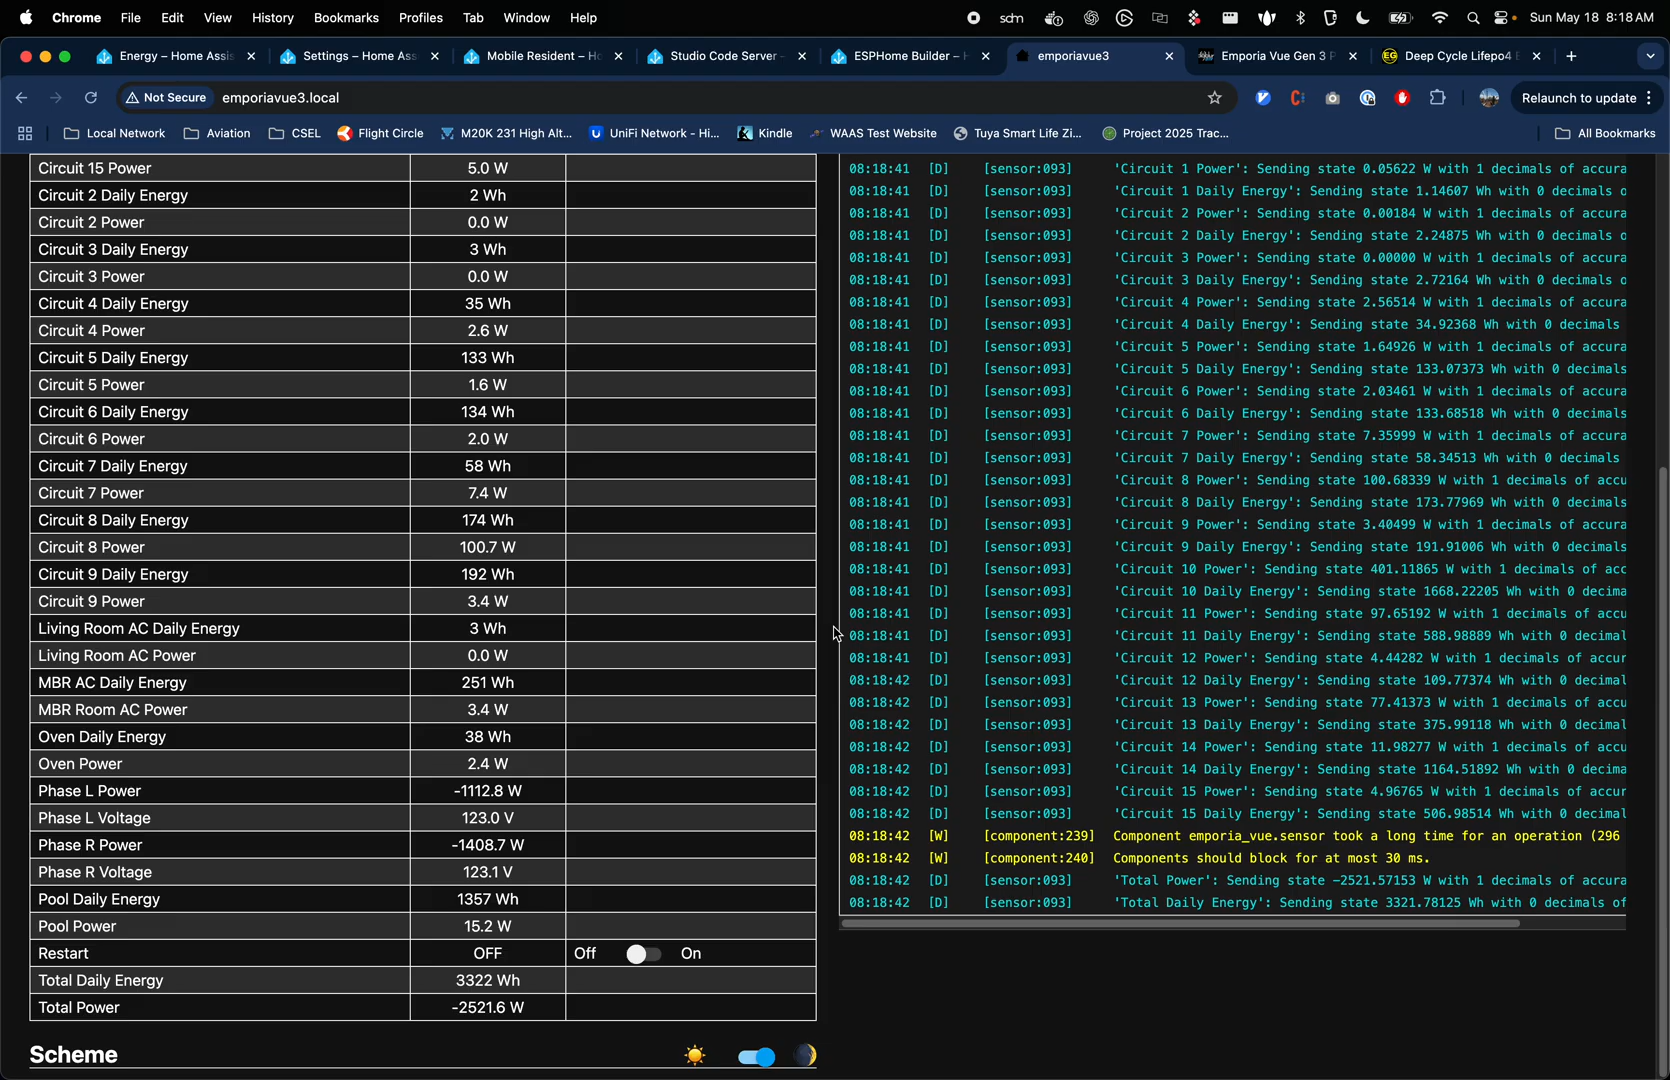 Chrome File Edit View History Bookmarks Profiles Tab Window Help
sdm
Sun May 18 8:18 AM
Energy – Home Assis
Settings – Home Ass
Mobile Resident – Ho
Studio Code Server –
ESPHome Builder – H
emporiavue3
Emporia Vue Gen 3 P
Deep Cycle Lifepo4 E
Not Secure emporiavue3.local
Relaunch to update
Local Network
Aviation
CSEL
Flight Circle
M20K 231 High Alt...
UniFi Network - Hi...
Kindle
WAAS Test Website
Tuya Smart Life Zi...
Project 2025 Trac...
All Bookmarks
Circuit 15 Power 5.0 W
Circuit 2 Daily Energy 2 Wh
Circuit 2 Power 0.0 W
Circuit 3 Daily Energy 3 Wh
Circuit 3 Power 0.0 W
Circuit 4 Daily Energy 35 Wh
Circuit 4 Power 2.6 W
Circuit 5 Daily Energy 133 Wh
Circuit 5 Power 1.6 W
Circuit 6 Daily Energy 134 Wh
Circuit 6 Power 2.0 W
Circuit 7 Daily Energy 58 Wh
Circuit 7 Power 7.4 W
Circuit 8 Daily Energy 174 Wh
Circuit 8 Power 100.7 W
Circuit 9 Daily Energy 192 Wh
Circuit 9 Power 3.4 W
Living Room AC Daily Energy 3 Wh
Living Room AC Power 0.0 W
MBR AC Daily Energy 251 Wh
MBR Room AC Power 3.4 W
Oven Daily Energy 38 Wh
Oven Power 2.4 W
Phase L Power -1112.8 W
Phase L Voltage 123.0 V
Phase R Power -1408.7 W
Phase R Voltage 123.1 V
Pool Daily Energy 1357 Wh
Pool Power 15.2 W
Restart OFF Off On
Total Daily Energy 3322 Wh
Total Power -2521.6 W
Scheme
08:18:41 [D] [sensor:093] 'Circuit 1 Power': Sending state 0.05622 W with 1 decimals of accura
08:18:41 [D] [sensor:093] 'Circuit 1 Daily Energy': Sending state 1.14607 Wh with 0 decimals o
08:18:41 [D] [sensor:093] 'Circuit 2 Power': Sending state 0.00184 W with 1 decimals of accura
08:18:41 [D] [sensor:093] 'Circuit 2 Daily Energy': Sending state 2.24875 Wh with 0 decimals o
08:18:41 [D] [sensor:093] 'Circuit 3 Power': Sending state 0.00000 W with 1 decimals of accura
08:18:41 [D] [sensor:093] 'Circuit 3 Daily Energy': Sending state 2.72164 Wh with 0 decimals o
08:18:41 [D] [sensor:093] 'Circuit 4 Power': Sending state 2.56514 W with 1 decimals of accura
08:18:41 [D] [sensor:093] 'Circuit 4 Daily Energy': Sending state 34.92368 Wh with 0 decimals
08:18:41 [D] [sensor:093] 'Circuit 5 Power': Sending state 1.64926 W with 1 decimals of accura
08:18:41 [D] [sensor:093] 'Circuit 5 Daily Energy': Sending state 133.07373 Wh with 0 decimals
08:18:41 [D] [sensor:093] 'Circuit 6 Power': Sending state 2.03461 W with 1 decimals of accura
08:18:41 [D] [sensor:093] 'Circuit 6 Daily Energy': Sending state 133.68518 Wh with 0 decimals
08:18:41 [D] [sensor:093] 'Circuit 7 Power': Sending state 7.35999 W with 1 decimals of accura
08:18:41 [D] [sensor:093] 'Circuit 7 Daily Energy': Sending state 58.34513 Wh with 0 decimals
08:18:41 [D] [sensor:093] 'Circuit 8 Power': Sending state 100.68339 W with 1 decimals of accu
08:18:41 [D] [sensor:093] 'Circuit 8 Daily Energy': Sending state 173.77969 Wh with 0 decimals
08:18:41 [D] [sensor:093] 'Circuit 9 Power': Sending state 3.40499 W with 1 decimals of accura
08:18:41 [D] [sensor:093] 'Circuit 9 Daily Energy': Sending state 191.91006 Wh with 0 decimals
08:18:41 [D] [sensor:093] 'Circuit 10 Power': Sending state 401.11865 W with 1 decimals of acc
08:18:41 [D] [sensor:093] 'Circuit 10 Daily Energy': Sending state 1668.22205 Wh with 0 decima
08:18:41 [D] [sensor:093] 'Circuit 11 Power': Sending state 97.65192 W with 1 decimals of accu
08:18:41 [D] [sensor:093] 'Circuit 11 Daily Energy': Sending state 588.98889 Wh with 0 decimal
08:18:41 [D] [sensor:093] 'Circuit 12 Power': Sending state 4.44282 W with 1 decimals of accur
08:18:42 [D] [sensor:093] 'Circuit 12 Daily Energy': Sending state 109.77374 Wh with 0 decimal
08:18:42 [D] [sensor:093] 'Circuit 13 Power': Sending state 77.41373 W with 1 decimals of accu
08:18:42 [D] [sensor:093] 'Circuit 13 Daily Energy': Sending state 375.99118 Wh with 0 decimal
08:18:42 [D] [sensor:093] 'Circuit 14 Power': Sending state 11.98277 W with 1 decimals of accu
08:18:42 [D] [sensor:093] 'Circuit 14 Daily Energy': Sending state 1164.51892 Wh with 0 decima
08:18:42 [D] [sensor:093] 'Circuit 15 Power': Sending state 4.96765 W with 1 decimals of accur
08:18:42 [D] [sensor:093] 'Circuit 15 Daily Energy': Sending state 506.98514 Wh with 0 decimal
08:18:42 [W] [component:239] Component emporia_vue.sensor took a long time for an operation (296
08:18:42 [W] [component:240] Components should block for at most 30 ms.
08:18:42 [D] [sensor:093] 'Total Power': Sending state -2521.57153 W with 1 decimals of accura
08:18:42 [D] [sensor:093] 'Total Daily Energy': Sending state 3321.78125 Wh with 0 decimals of